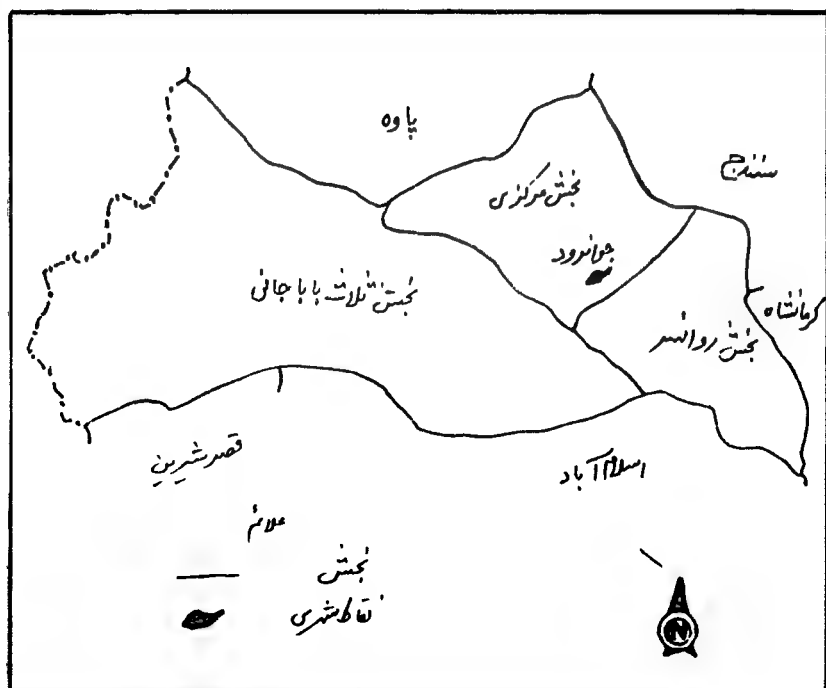 پاوه
سنندج
بخش مرکزی
جوانرود
بخش ثلاث باباجانی
کرمانشاه
بخش روانسر
قصرشیرین
اسلام آباد
علائم
بخش
نقاط شهری
N